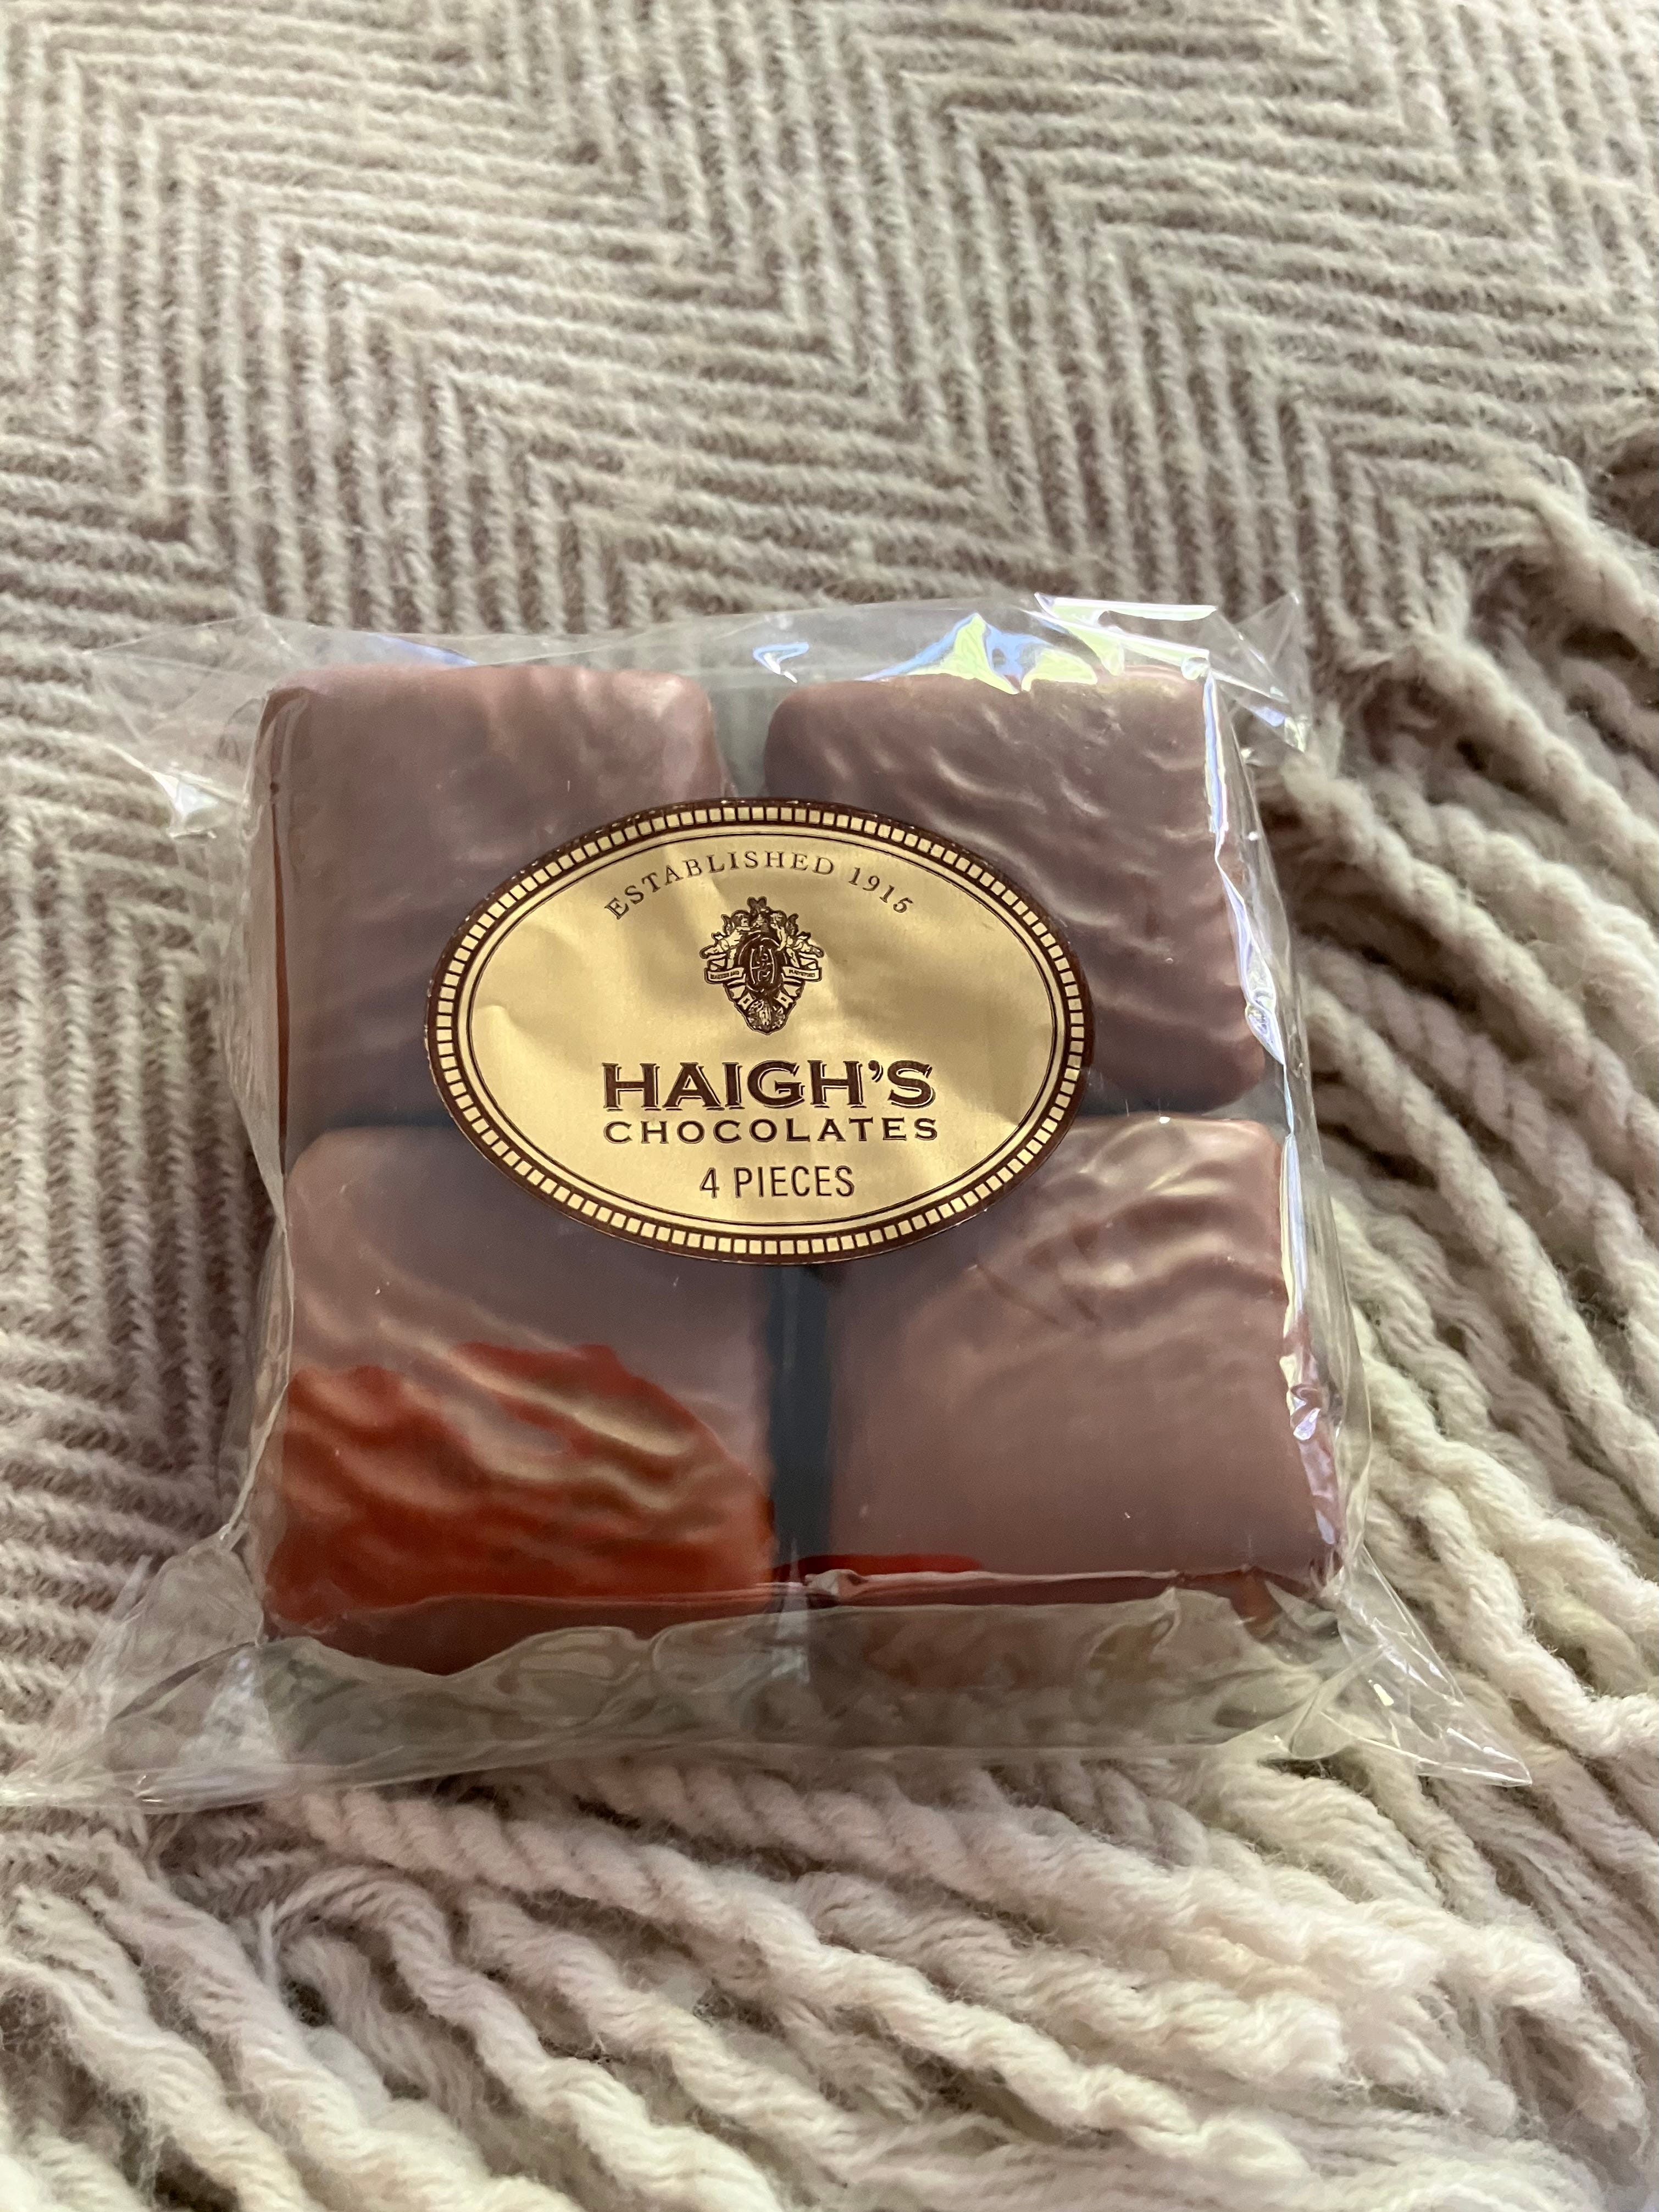 ESTABLISHED 1915
HAIGH'S
CHOCOLATES
4 PIECES